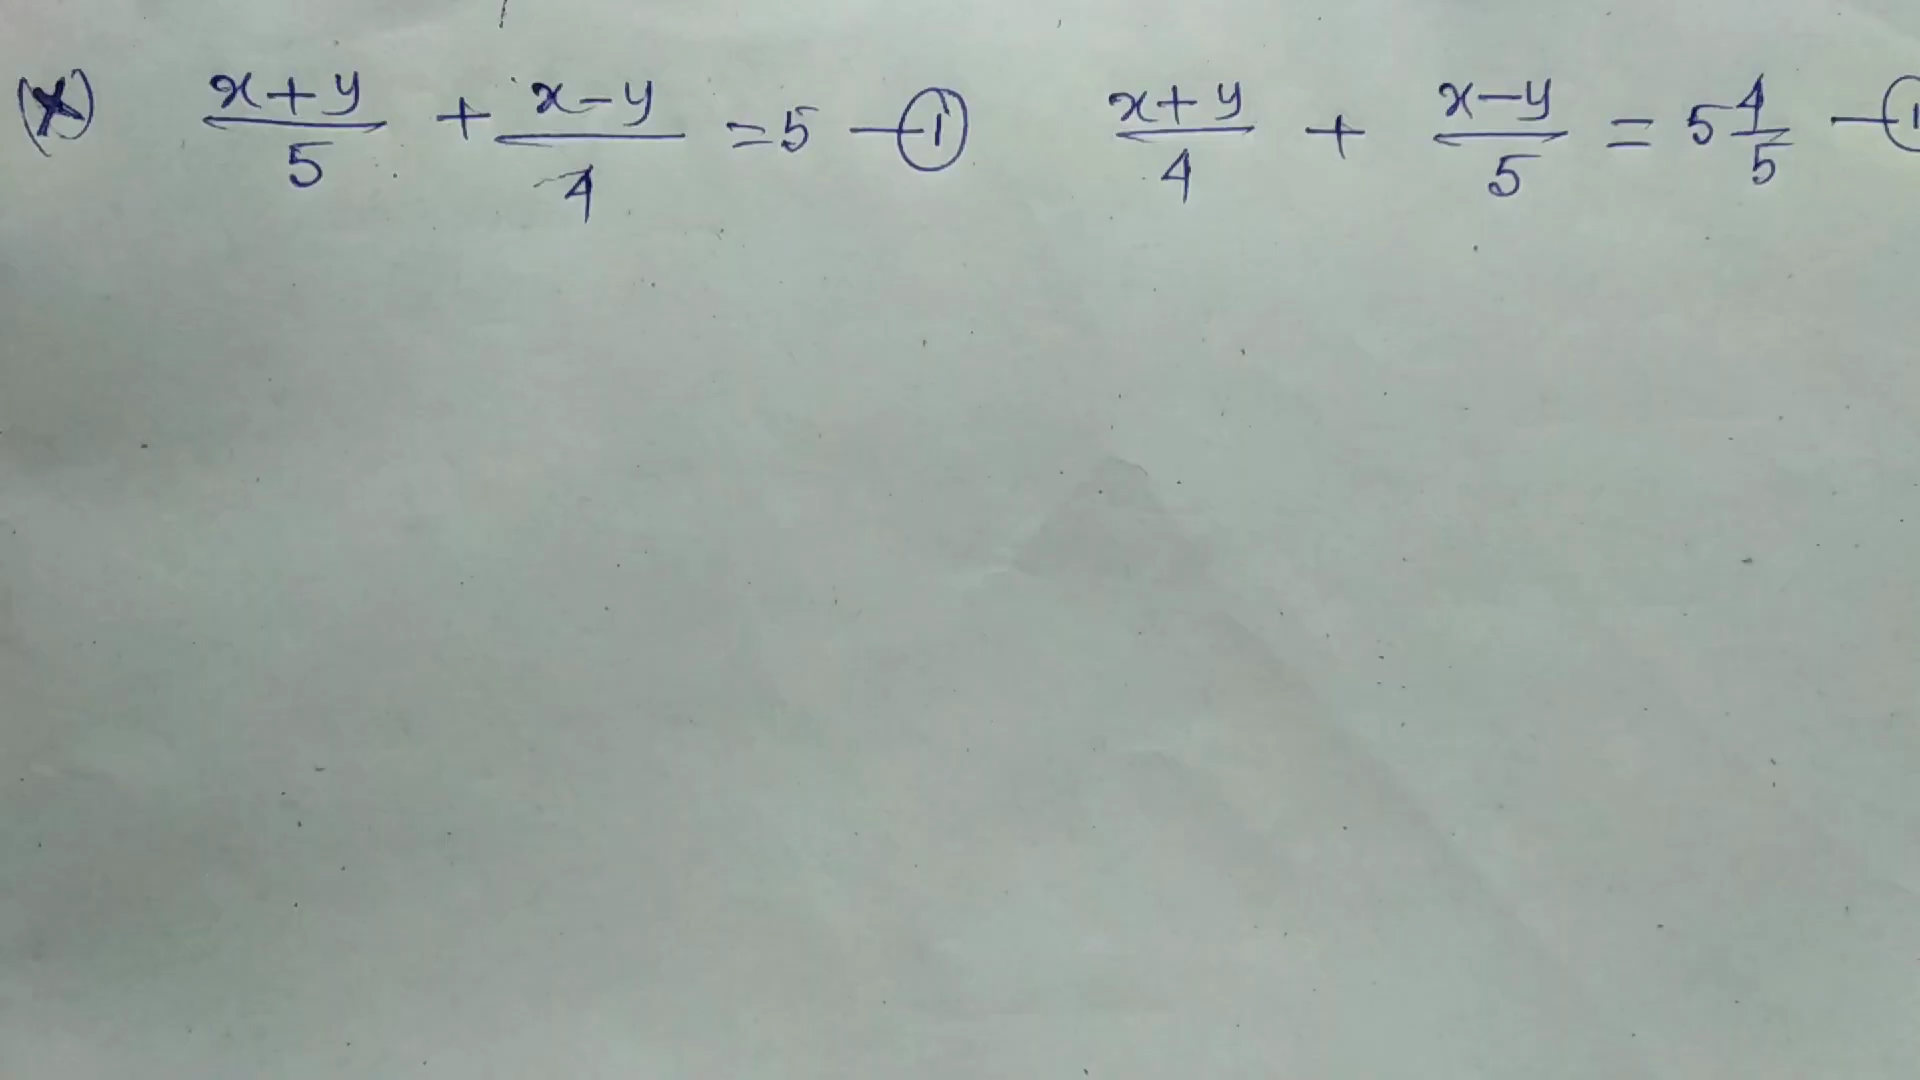 (x) x+y/5 + x-y/4 = 5 — ① x+y/4 + x-y/5 = 5 4/5 —